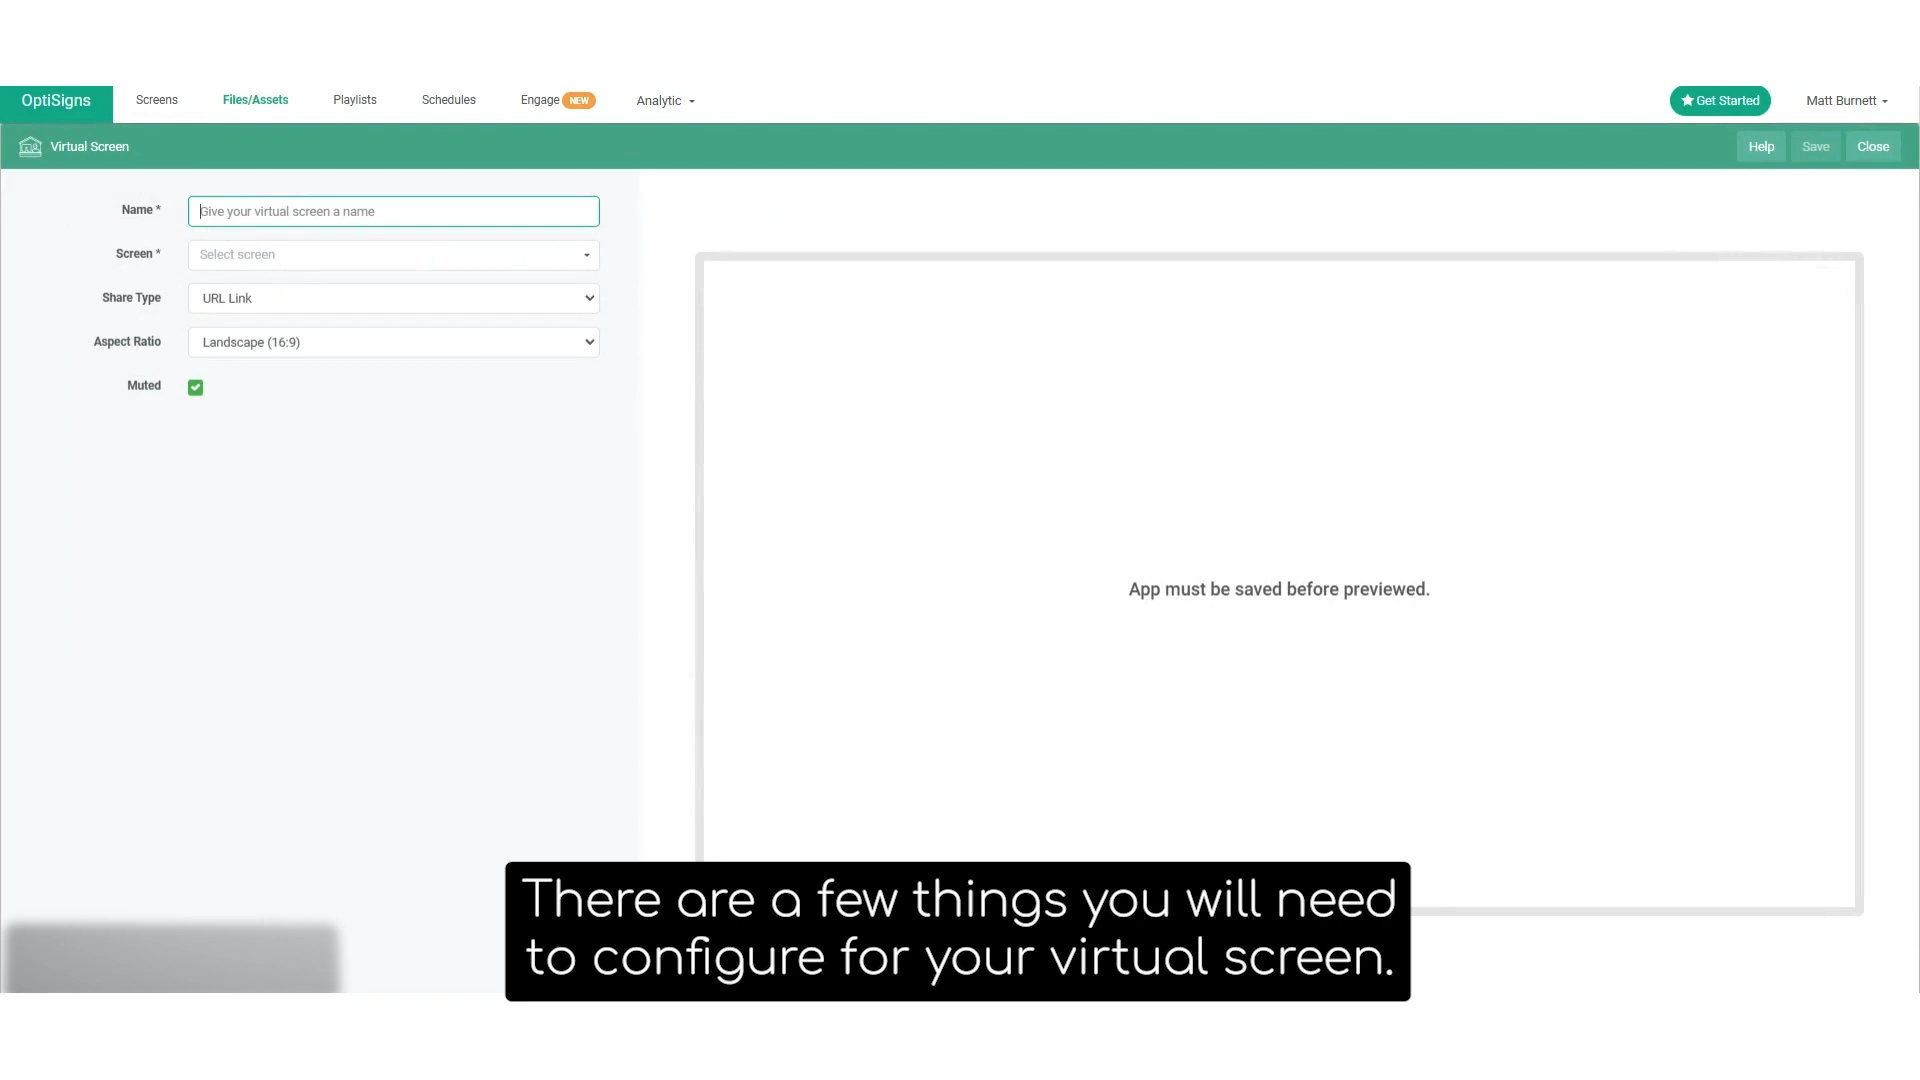 OptiSigns Screens Files/Assets Playlists Schedules Engage NEW Analytic Get Started Matt Burnett
Virtual Screen Help Save Close
Name * Give your virtual screen a name
Screen * Select screen
Share Type URL Link
Aspect Ratio Landscape (16:9)
Muted
App must be saved before previewed.
There are a few things you will need
to configure for your virtual screen.